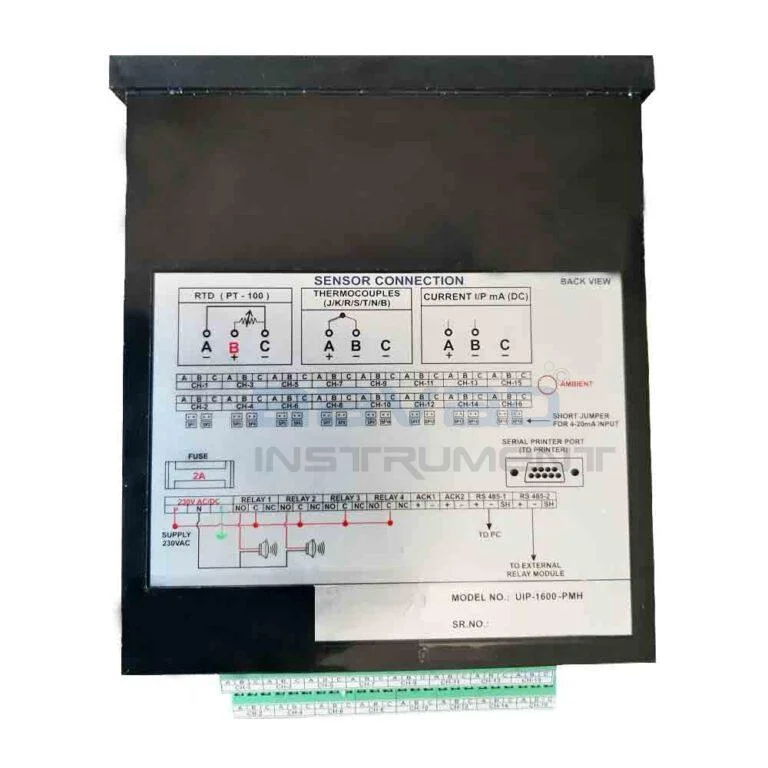 SENSOR CONNECTION
BACK VIEW
RTD ( PT - 100 )
THERMOCOUPLES
(J/K/R/S/T/N/B)
CURRENT I/P mA (DC)
A B C
- + -
A B C
+ - -
A B C
+ - -
A B C A B C A B C A B C A B C A B C A B C A B C
CH-1 CH-3 CH-5 CH-7 CH-9 CH-11 CH-13 CH-15
AMBIENT
A B C A B C A B C A B C A B C A B C A B C A B C
CH-2 CH-4 CH-6 CH-8 CH-10 CH-12 CH-14 CH-16
SHORT JUMPER
FOR 4-20mA INPUT
INSTRUMENT
SERIAL PRINTER PORT
(TO PRINTER)
FUSE
2A
230V AC/DC RELAY 1 RELAY 2 RELAY 3 RELAY 4 ACK1 ACK2 RS 485-1 RS 485-2
P N NO C NC NO C NC NO C NC NO C NC + - + - + - SH + - SH
SUPPLY
230VAC
TO PC
TO EXTERNAL
RELAY MODULE
MODEL NO.: UIP-1600-PMH
SR.NO.: